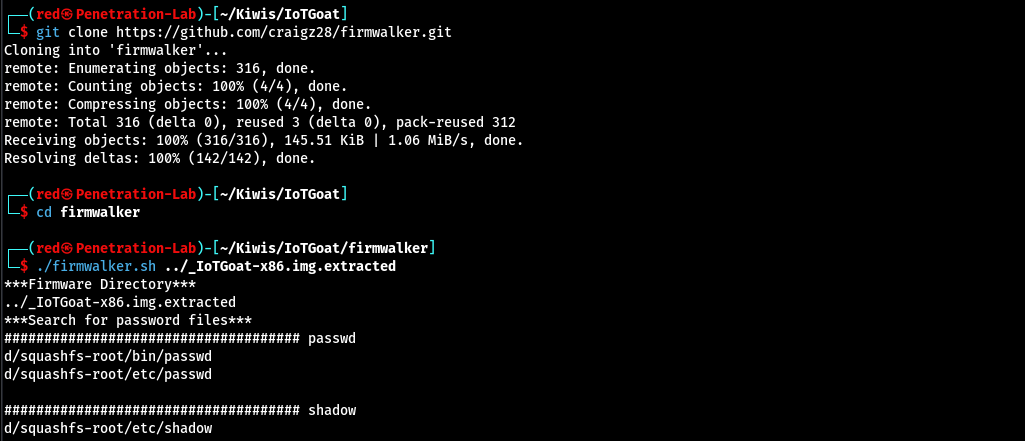 ┌──(red㉿Penetration-Lab)-[~/Kiwis/IoTGoat]
└─$ git clone https://github.com/craigz28/firmwalker.git
Cloning into 'firmwalker'...
remote: Enumerating objects: 316, done.
remote: Counting objects: 100% (4/4), done.
remote: Compressing objects: 100% (4/4), done.
remote: Total 316 (delta 0), reused 3 (delta 0), pack-reused 312
Receiving objects: 100% (316/316), 145.51 KiB | 1.06 MiB/s, done.
Resolving deltas: 100% (142/142), done.
┌──(red㉿Penetration-Lab)-[~/Kiwis/IoTGoat]
└─$ cd firmwalker
┌──(red㉿Penetration-Lab)-[~/Kiwis/IoTGoat/firmwalker]
└─$ ./firmwalker.sh ../_IoTGoat-x86.img.extracted
***Firmware Directory***
../_IoTGoat-x86.img.extracted
***Search for password files***
##################################### passwd
d/squashfs-root/bin/passwd
d/squashfs-root/etc/passwd
##################################### shadow
d/squashfs-root/etc/shadow